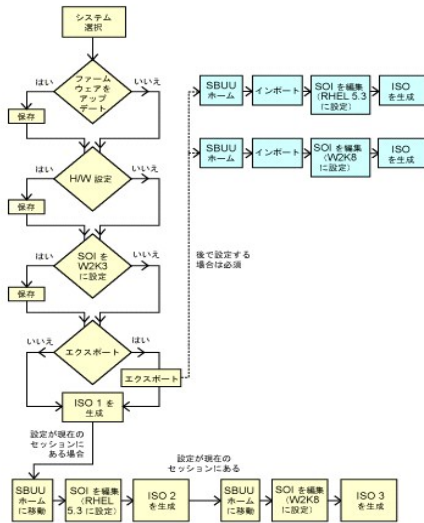 システム
選択
はい
ファーム
ウェアを
アップ
デート
いいえ
保存
SBUU
ホーム
インポート
SOI を編集
(RHEL 5.3
に設定)
ISO
を生成
SBUU
ホーム
インポート
SOI を編集
(W2K8
に設定)
ISO
を生成
はい
H/W 設定
いいえ
保存
はい
SOI を
W2K3
に設定
いいえ
保存
後で設定する
場合は必須
いいえ
エクスポート
はい
エクスポート
ISO 1 を
生成
設定が現在の
セッションに
ある場合
設定が現在の
セッションにある
SBUU
ホーム
に移動
SOI を編集
(RHEL
5.3 に設定)
ISO 2
を生成
SBUU
ホーム
に移動
SOI を編集
(W2K8
に設定)
ISO 3
を生成